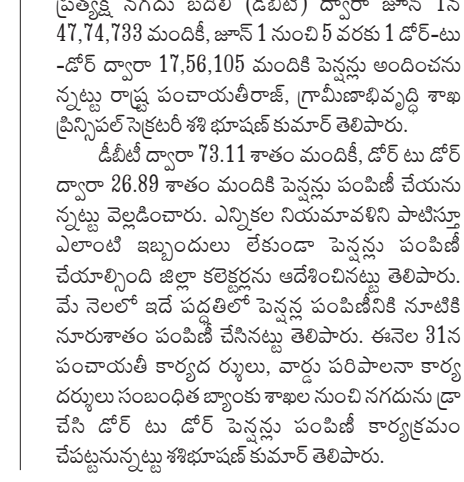 ప్రత్యక్ష నగదు బదిలీ (డీబీటీ) ద్వారా జూన్ 1న
47,74,733 మందికీ, జూన్ 1 నుంచి 5 వరకు 1 డోర్-టు
-డోర్ ద్వారా 17,56,105 మందికి పెన్షన్లు అందించను
న్నట్టు రాష్ట్ర పంచాయతీరాజ్, గ్రామీణాభివృద్ధి శాఖ
ప్రిన్సిపల్ సెక్రటరీ శశి భూషణ్ కుమార్ తెలిపారు.
డీబీటీ ద్వారా 73.11 శాతం మందికీ, డోర్ టు డోర్
ద్వారా 26.89 శాతం మందికి పెన్షన్లు పంపిణీ చేయను
న్నట్టు వెల్లడించారు. ఎన్నికల నియమావళిని పాటిస్తూ
ఎలాంటి ఇబ్బందులు లేకుండా పెన్షన్లు పంపిణీ
చేయాల్సింది జిల్లా కలెక్టర్లను ఆదేశించినట్టు తెలిపారు.
మే నెలలో ఇదే పద్ధతిలో పెన్షన్ల పంపిణీనికి నూటికి
నూరుశాతం పంపిణీ చేసినట్టు తెలిపారు. ఈనెల 31న
పంచాయతీ కార్యద ర్శులు, వార్డు పరిపాలనా కార్య
దర్శులు సంబంధిత బ్యాంకు శాఖల నుంచి నగదును డ్రా
చేసి డోర్ టు డోర్ పెన్షన్లు పంపిణీ కార్యక్రమం
చేపట్టనున్నట్టు శశిభూషణ్ కుమార్ తెలిపారు.